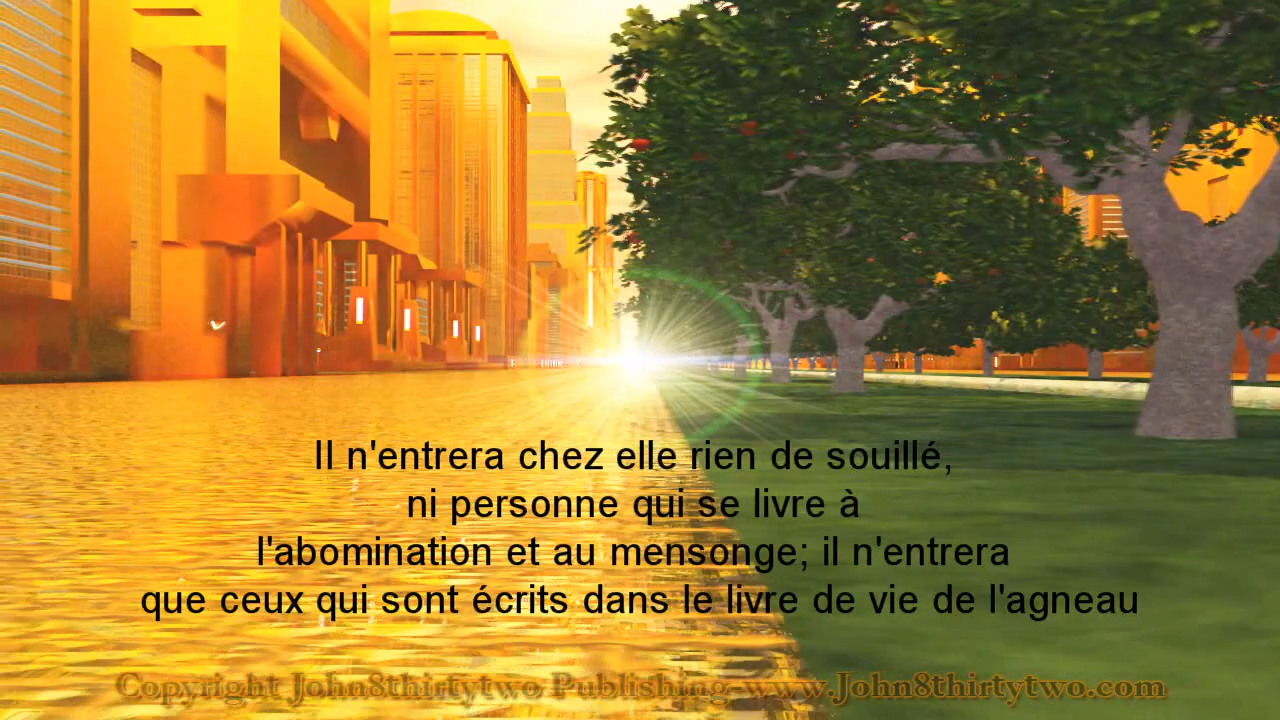 Il n'entrera chez elle rien de souillé,
ni personne qui se livre à
l'abomination et au mensonge; il n'entrera
que ceux qui sont écrits dans le livre de vie de l'agneau
Copyright John8thirtytwo Publishing-www.John8thirtytwo.com